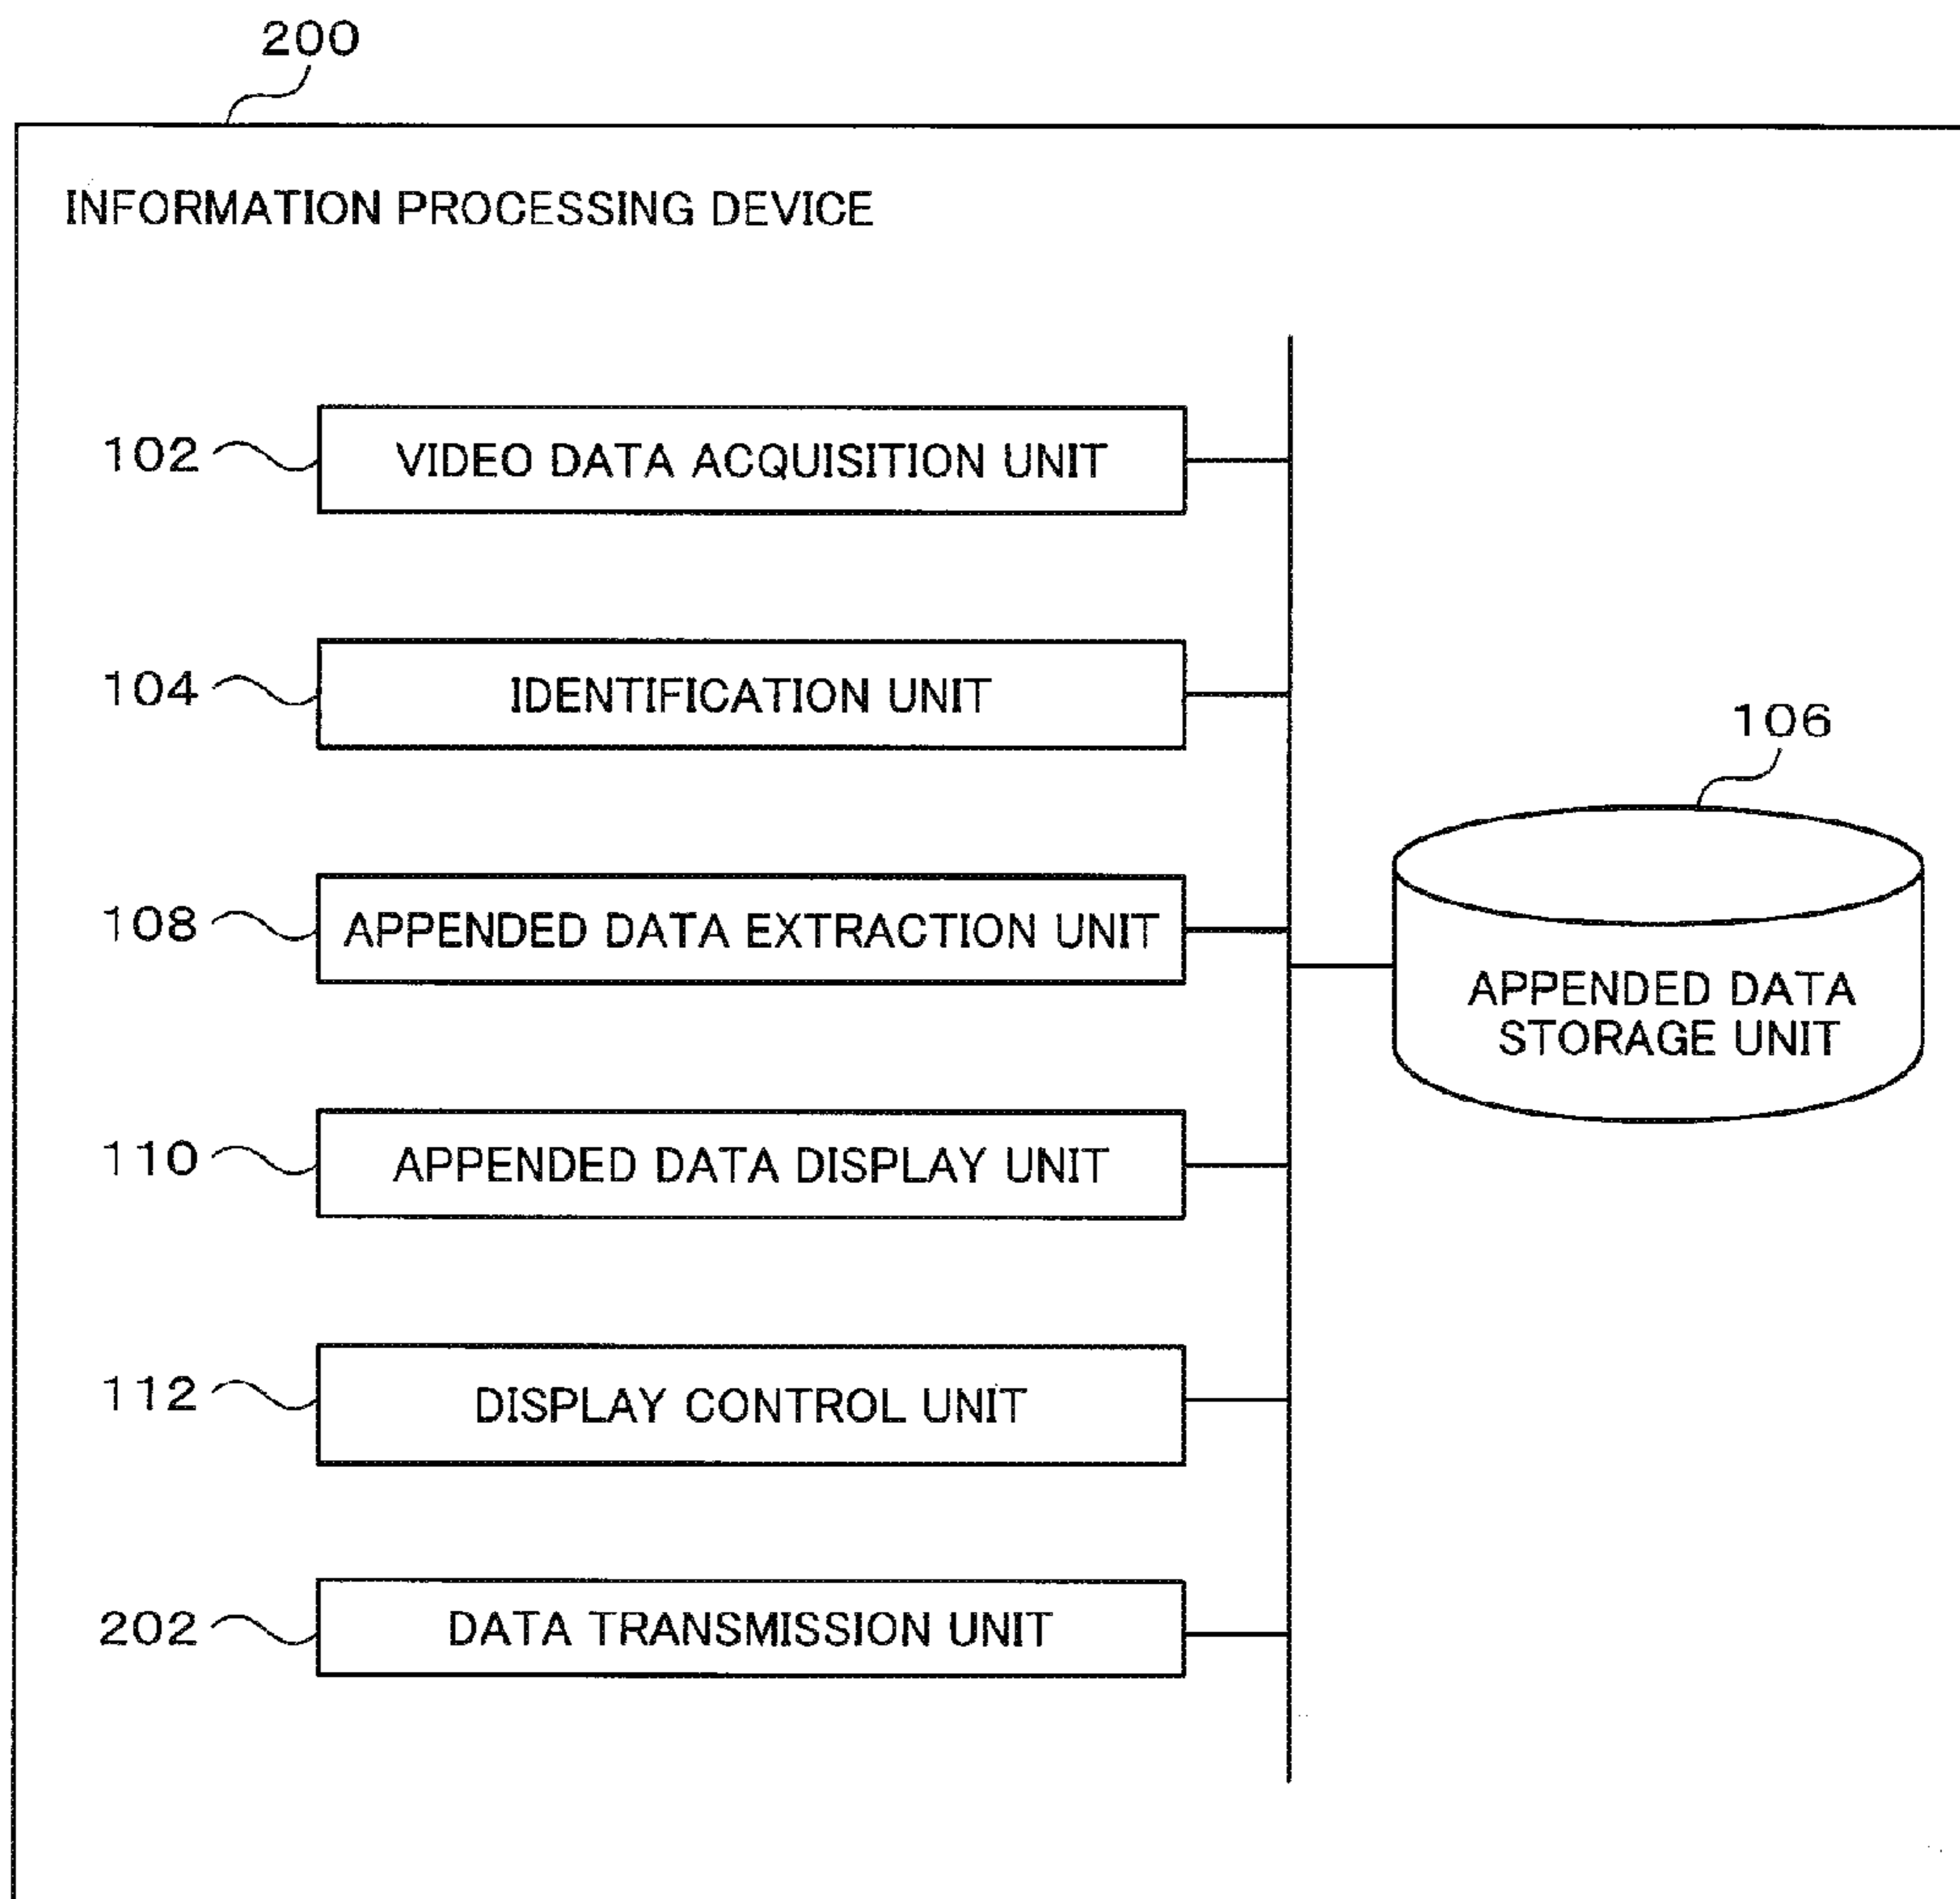 200
INFORMATION PROCESSING DEVICE
102
VIDEO DATA ACQUISITION UNIT
104
IDENTIFICATION UNIT
106
108
APPENDED DATA EXTRACTION UNIT
APPENDED DATA
STORAGE UNIT
110
APPENDED DATA DISPLAY UNIT
112
DISPLAY CONTROL UNIT
202
DATA TRANSMISSION UNIT